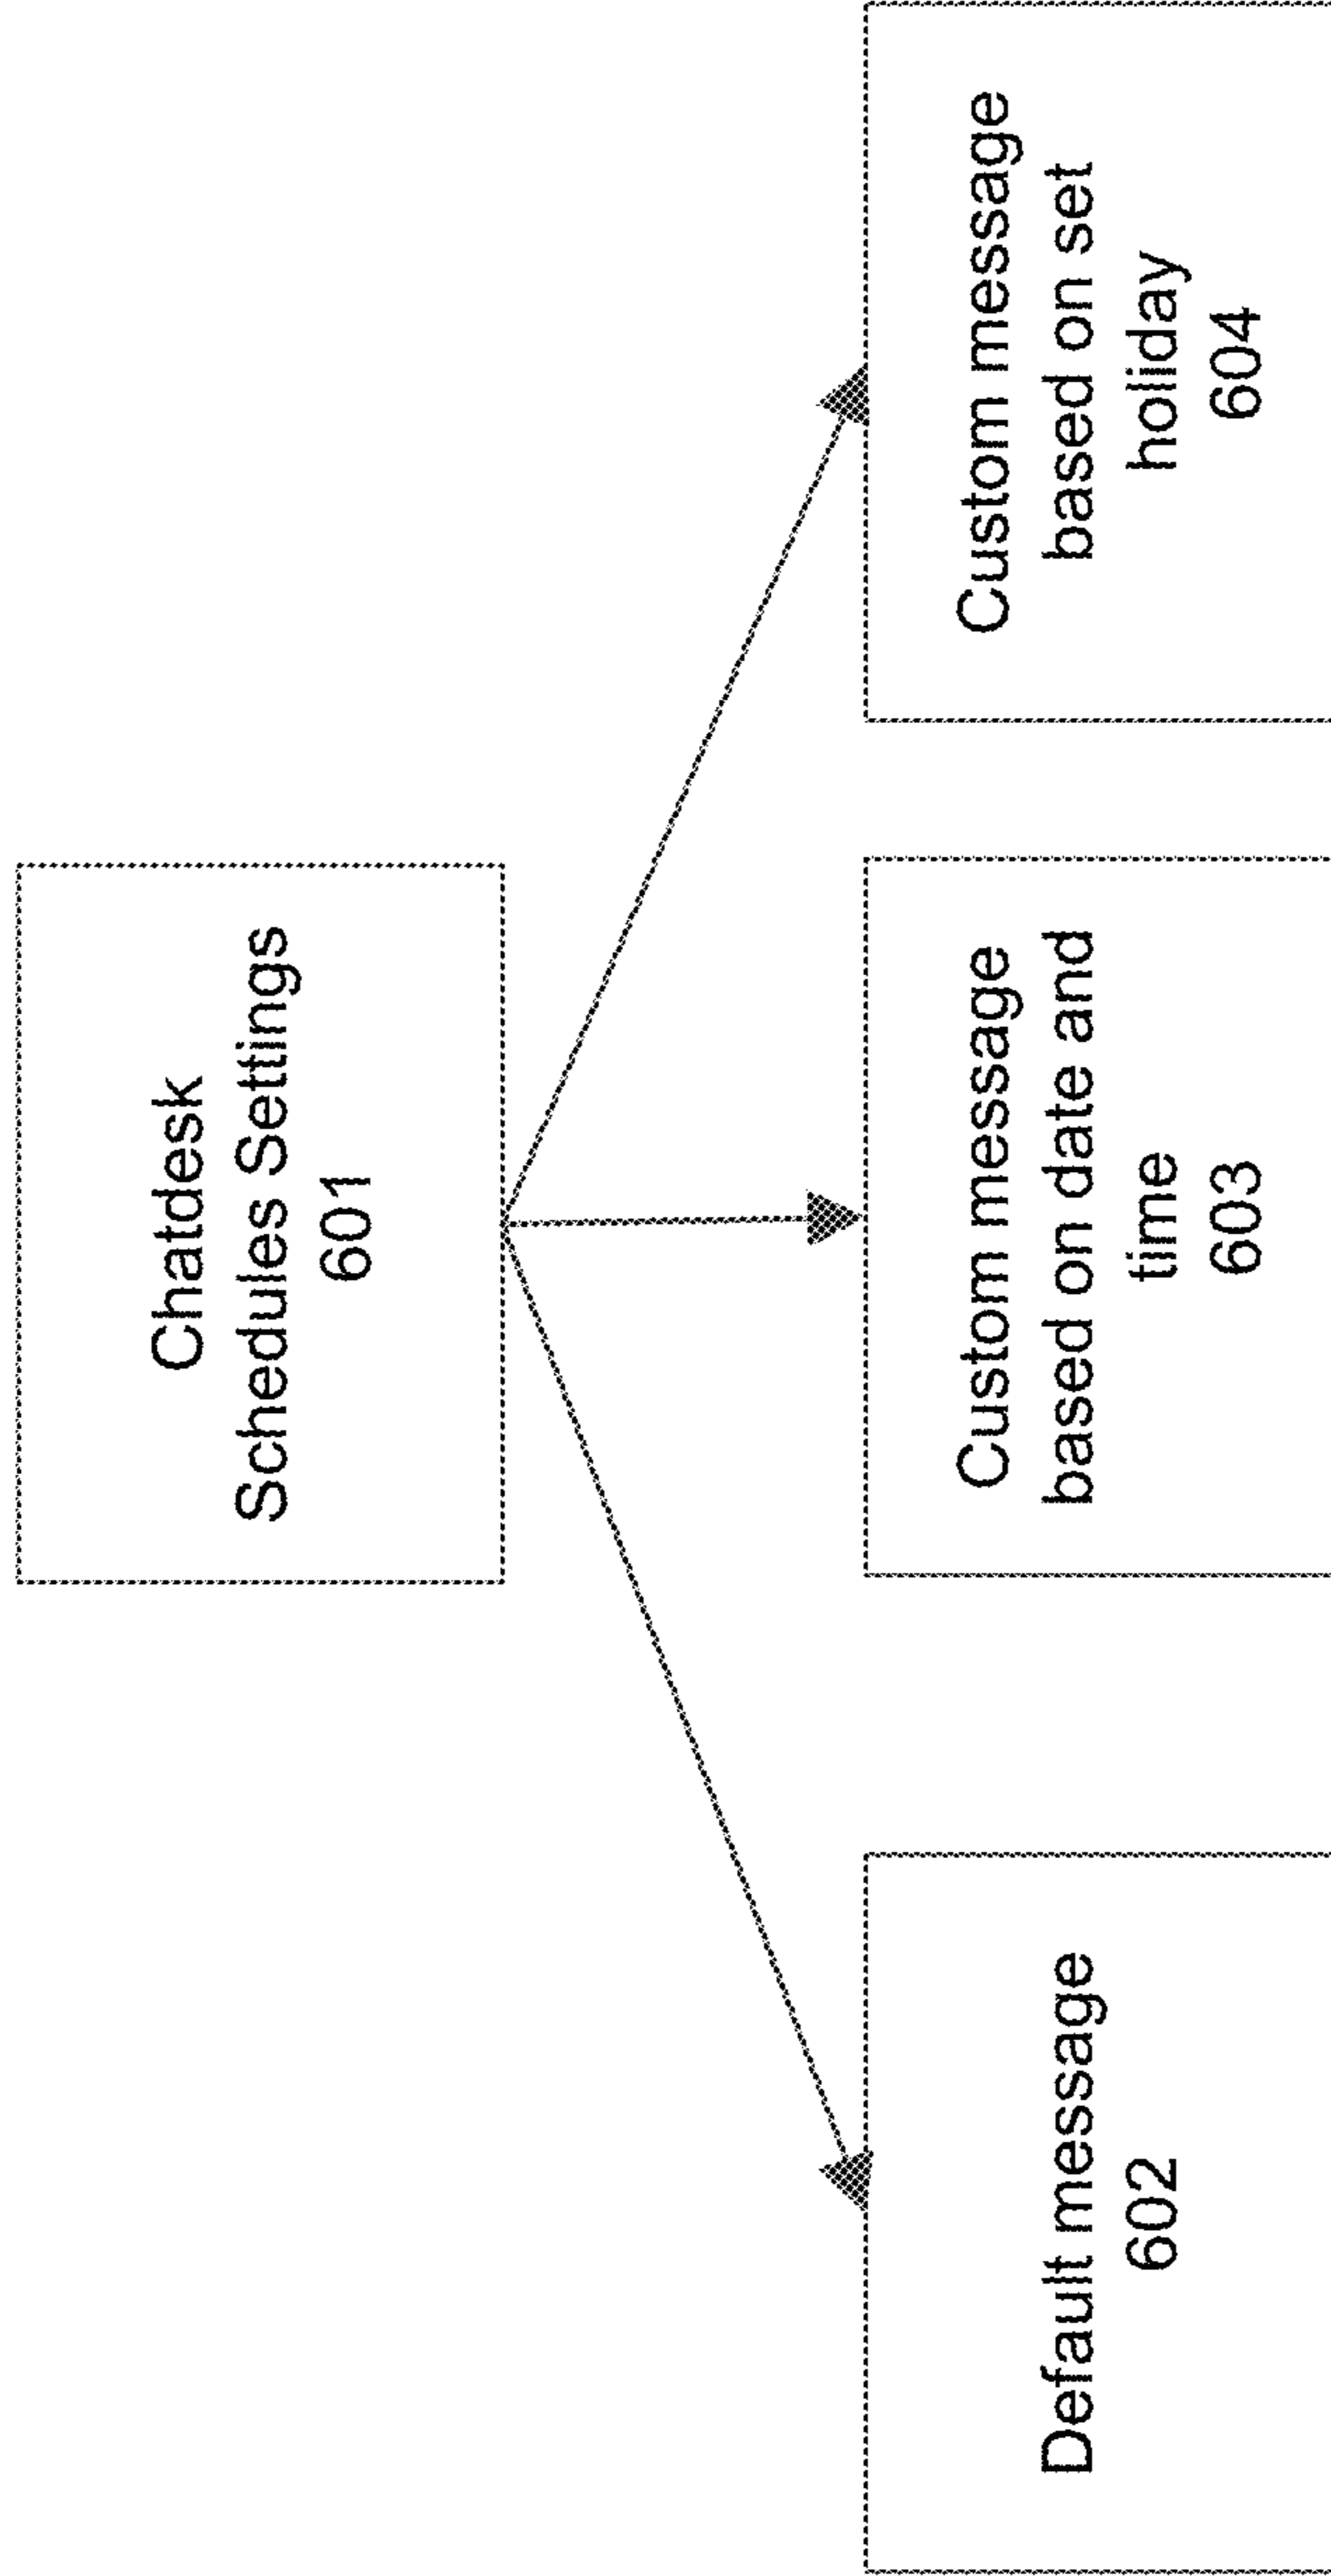 Chatdesk
Schedules Settings
601
Default message
602
Custom message
based on date and
time
603
Custom message
based on set
holiday
604